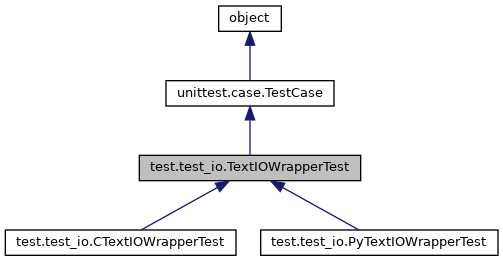 object
unittest.case.TestCase
test.test_io.TextIOWrapperTest
test.test_io.CTextIOWrapperTest
test.test_io.PyTextIOWrapperTest